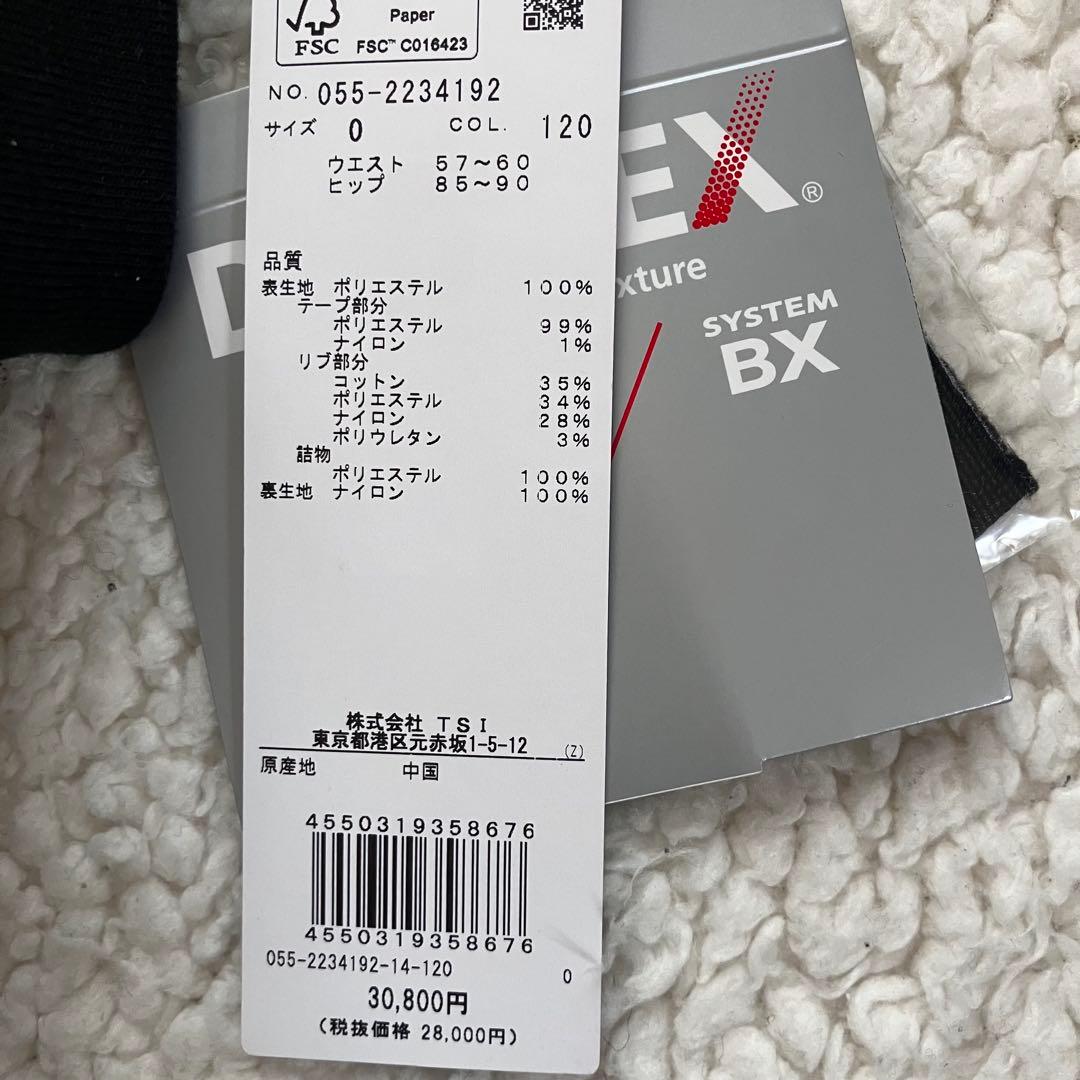 Paper
FSC
FSC™ C016423
NO. 055-2234192
サイズ 0 COL. 120
ウエスト 57～60
ヒップ 85～90
品質
表生地 ポリエステル 100%
テープ部分
ポリエステル 99%
ナイロン 1%
リブ部分
コットン 35%
ポリエステル 34%
ナイロン 28%
ポリウレタン 3%
詰物
ポリエステル 100%
裏生地 ナイロン 100%
株式会社 TSI
東京都港区元赤坂1-5-12 (Z)
原産地 中国
4550319358676
4550319358676
055-2234192-14-120 0
30,800円
(税抜価格 28,000円)
EX®
SYSTEM
BX